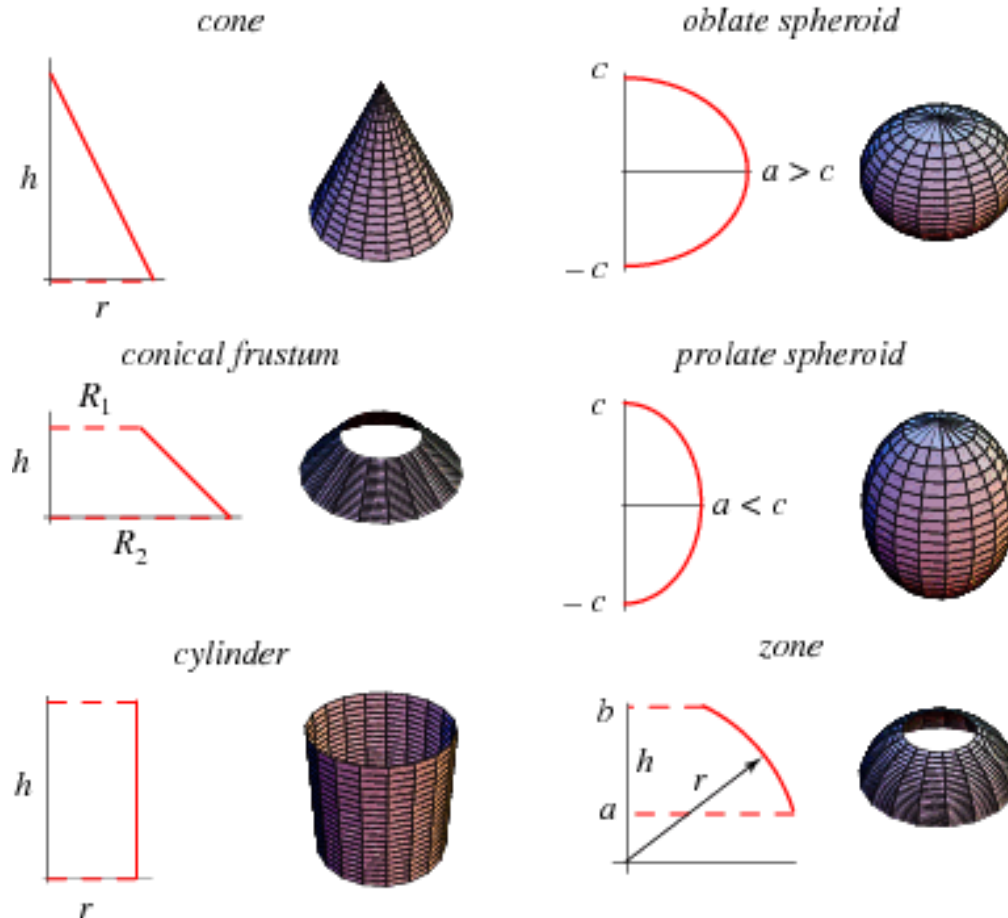 cone
h
r
oblate spheroid
c
a > c
− c
conical frustum
R1
h
R2
prolate spheroid
c
a < c
− c
cylinder
h
r
zone
b
h
r
a